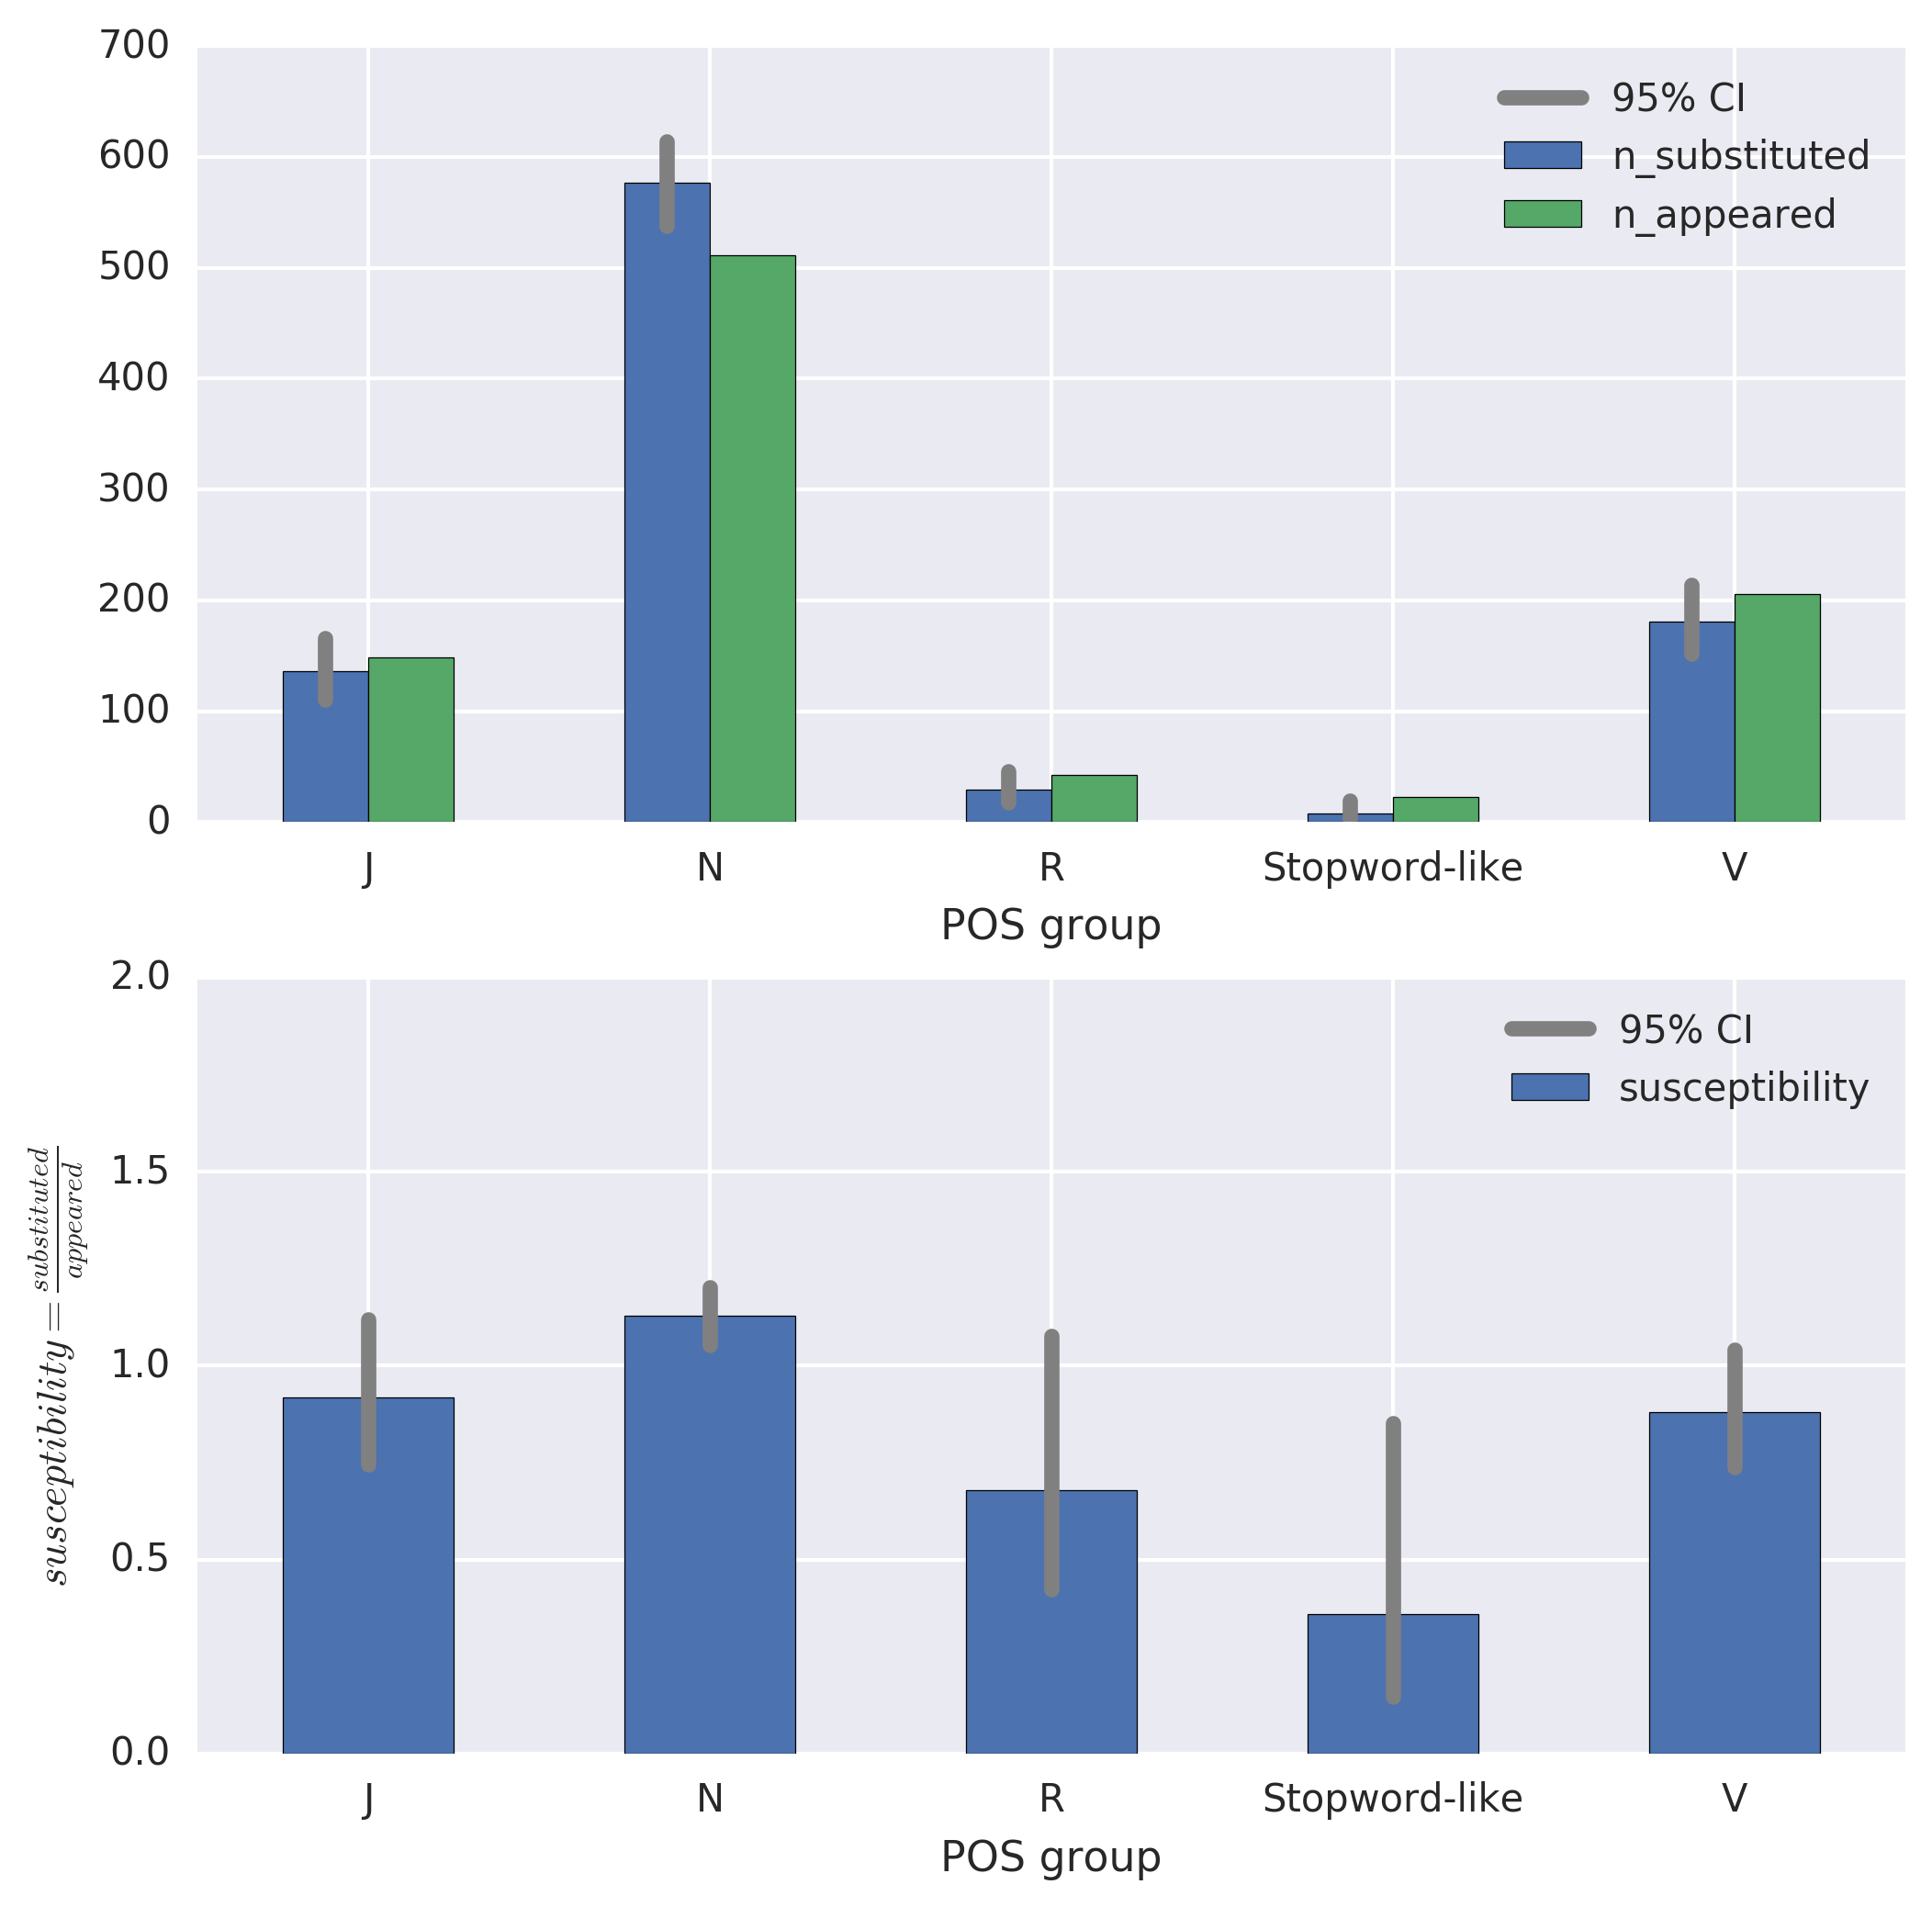 700
600
500
400
300
200
100
0
95% CI
n_substituted
n_appeared
J N R Stopword-like V
POS group
2.0
1.5
1.0
0.5
0.0
susceptibility = substituted / appeared
95% CI
susceptibility
J N R Stopword-like V
POS group